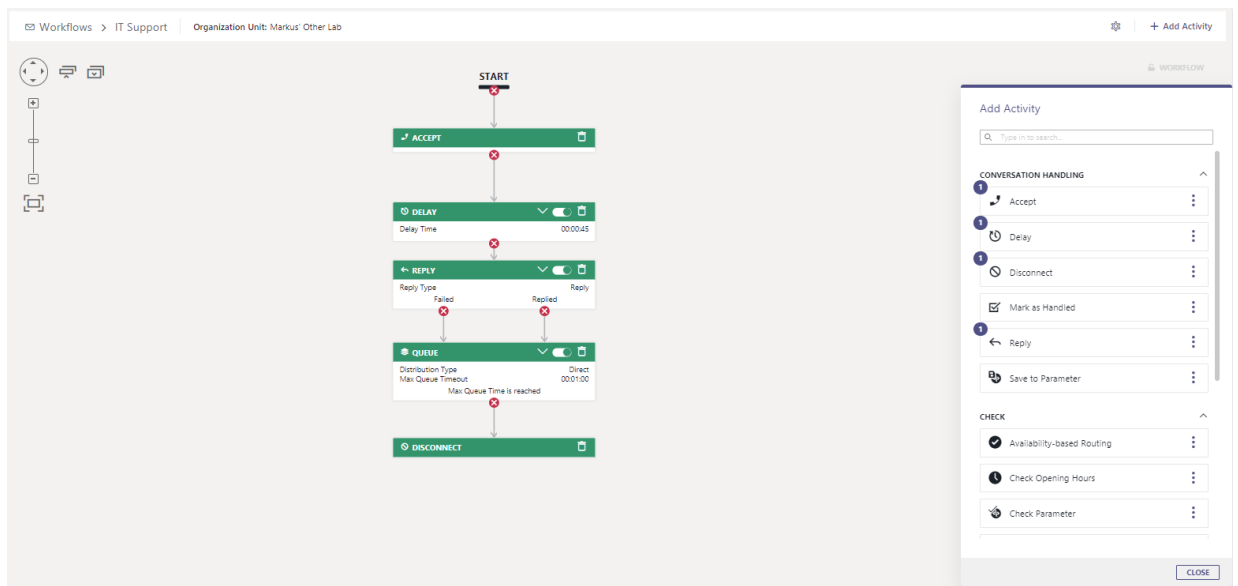 Workflows > IT Support Organization Unit: Markus' Other Lab
+ Add Activity
WORKFLOW
START
ACCEPT
DELAY
Delay Time 00:00:45
REPLY
Reply Type Reply
Failed Replied
QUEUE
Distribution Type Direct
Max Queue Timeout 00:01:00
Max Queue Time is reached
DISCONNECT
Add Activity
Type in to search...
CONVERSATION HANDLING
1
Accept
1
Delay
1
Disconnect
Mark as Handled
1
Reply
Save to Parameter
CHECK
Availability-based Routing
Check Opening Hours
Check Parameter
CLOSE